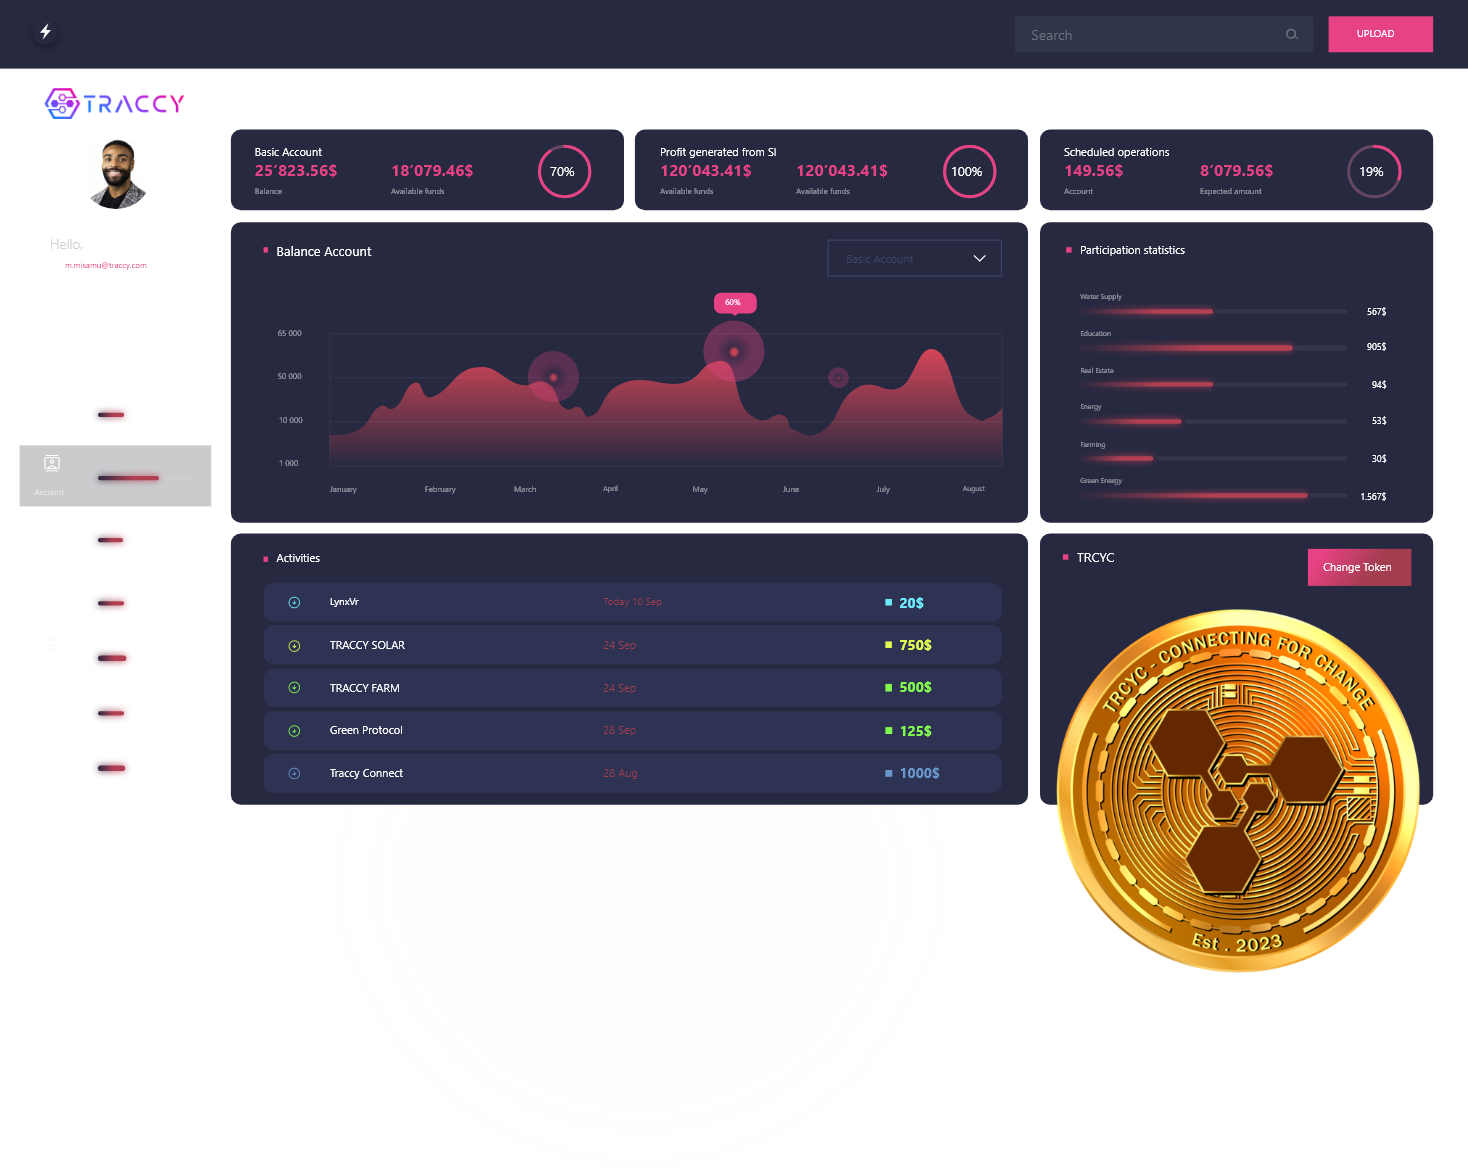 Search
UPLOAD
TRACCY
Hello,
m.misamu@traccy.com
Account
Basic Account
25'823.56$
18'079.46$
Balance
Available funds
70%
Profit generated from SI
120'043.41$
120'043.41$
Available funds
Available funds
100%
Scheduled operations
149.56$
8'079.56$
Account
Expected amount
19%
Balance Account
Basic Account
60%
65 000
50 000
10 000
1 000
January
February
March
April
May
June
July
August
Participation statistics
Water Supply
567$
Education
905$
Real Estate
94$
Energy
53$
Farming
30$
Green Energy
1.567$
Activities
LynxVr
Today 10 Sep
20$
TRACCY SOLAR
24 Sep
750$
TRACCY FARM
24 Sep
500$
Green Protocol
28 Sep
125$
Traccy Connect
28 Aug
1000$
TRCYC
Change Token
TRCYC - CONNECTING FOR CHANGE
Est . 2023